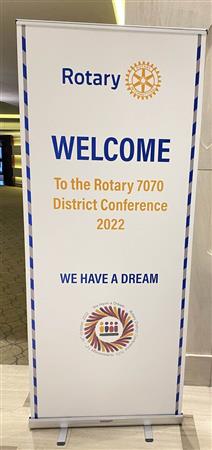 Rotary
WELCOME
To the Rotary 7070
District Conference
2022
WE HAVE A DREAM